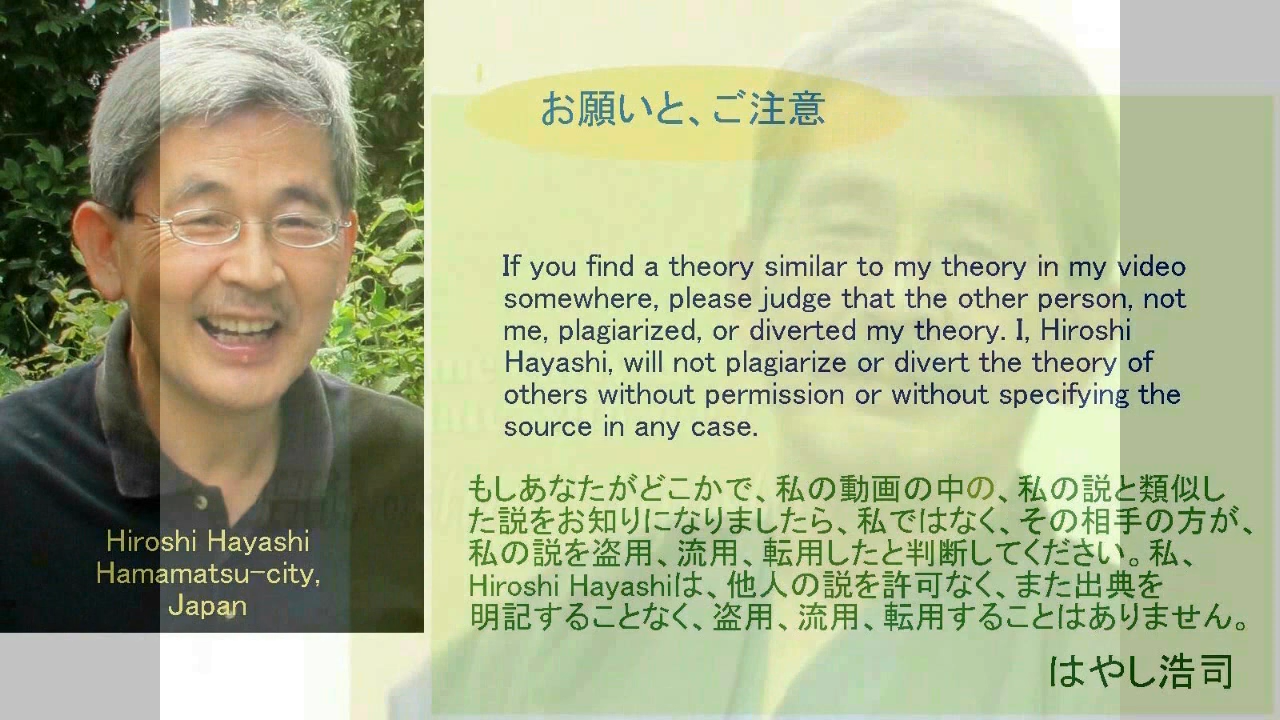 お願いと、ご注意
If you find a theory similar to my theory in my video
somewhere, please judge that the other person, not
me, plagiarized, or diverted my theory. I, Hiroshi
Hayashi, will not plagiarize or divert the theory of
others without permission or without specifying the
source in any case.
もしあなたがどこかで、私の動画の中の、私の説と類似し
た説をお知りになりましたら、私ではなく、その相手の方が、
私の説を盗用、流用、転用したと判断してください。私、
Hiroshi Hayashiは、他人の説を許可なく、また出典を
明記することなく、盗用、流用、転用することはありません。
はやし浩司
Hiroshi Hayashi
Hamamatsu-city,
Japan